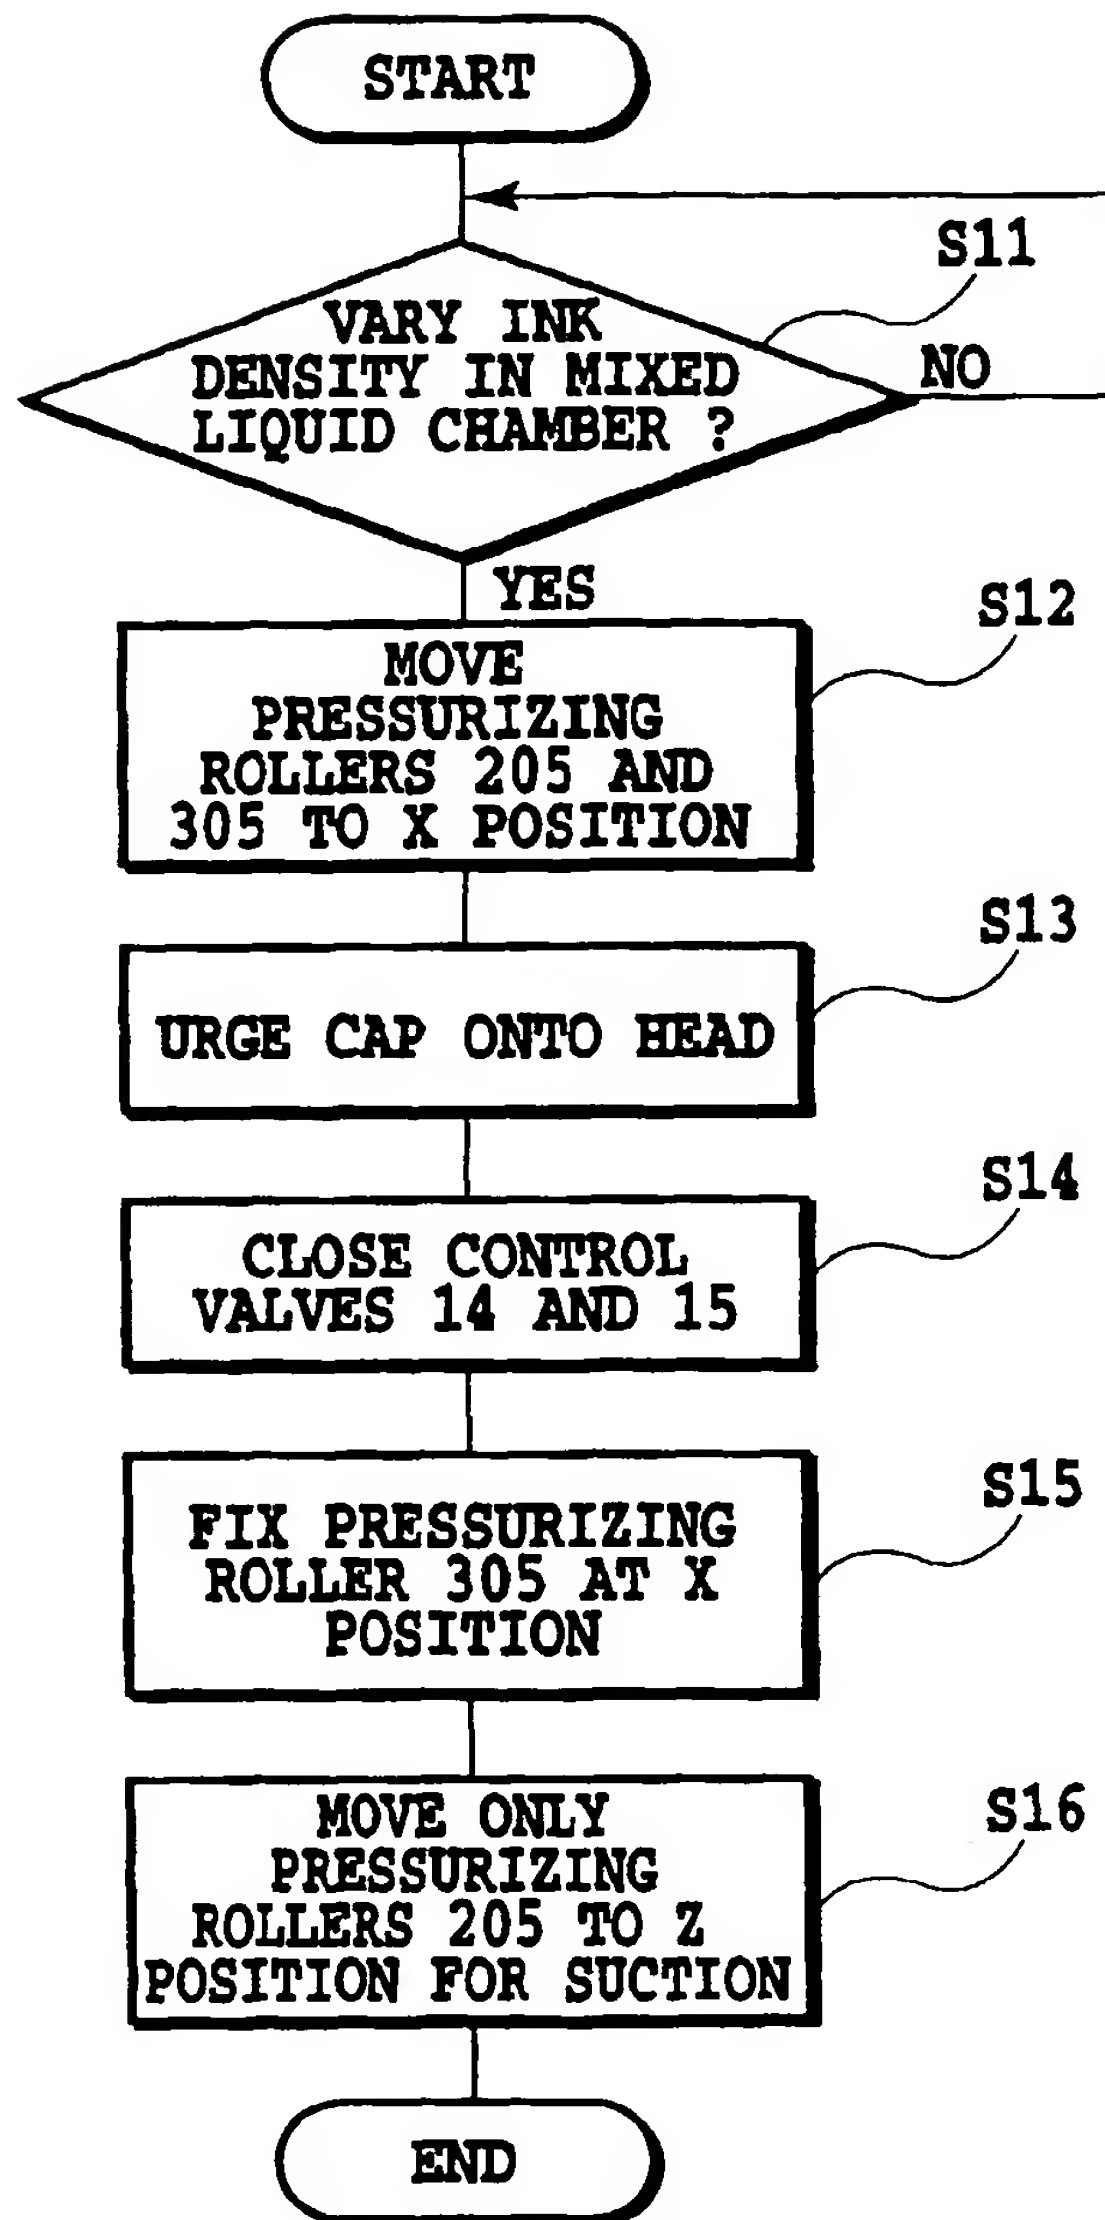 START
S11
VARY INK
DENSITY IN MIXED
LIQUID CHAMBER ?
NO
YES
S12
MOVE
PRESSURIZING
ROLLERS 205 AND
305 TO X POSITION
S13
URGE CAP ONTO HEAD
S14
CLOSE CONTROL
VALVES 14 AND 15
S15
FIX PRESSURIZING
ROLLER 305 AT X
POSITION
S16
MOVE ONLY
PRESSURIZING
ROLLERS 205 TO Z
POSITION FOR SUCTION
END